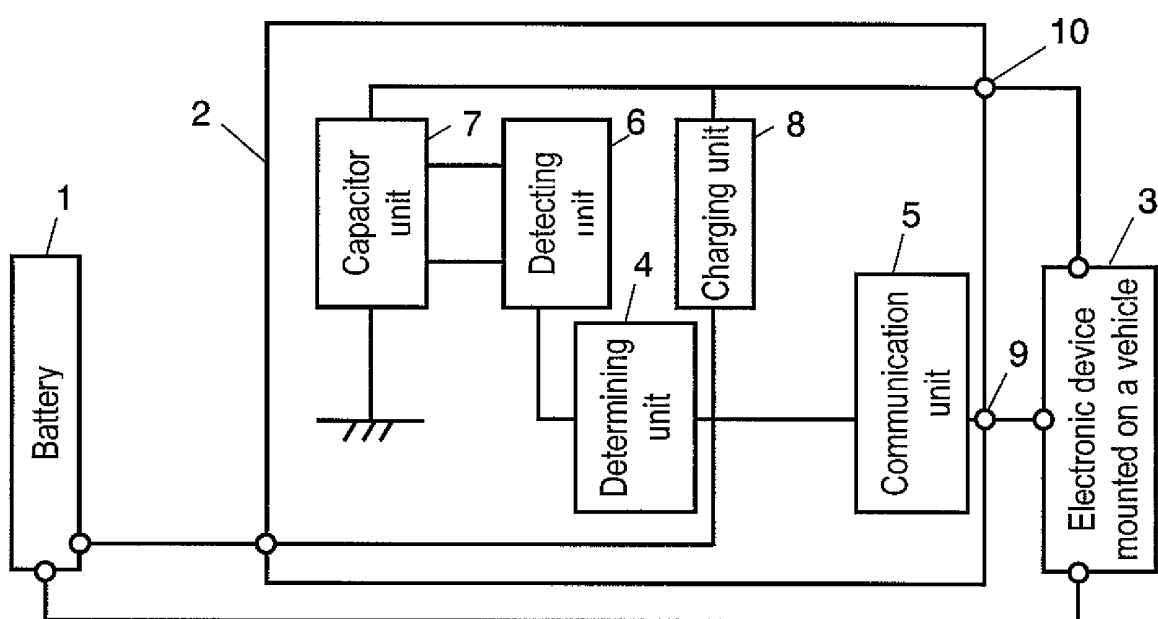 10
2
7
6
8
Capacitor
unit
Detecting
unit
Charging unit
1
5
3
4
Battery
Determining
unit
Communication
unit
9
Electronic device
mounted on a vehicle